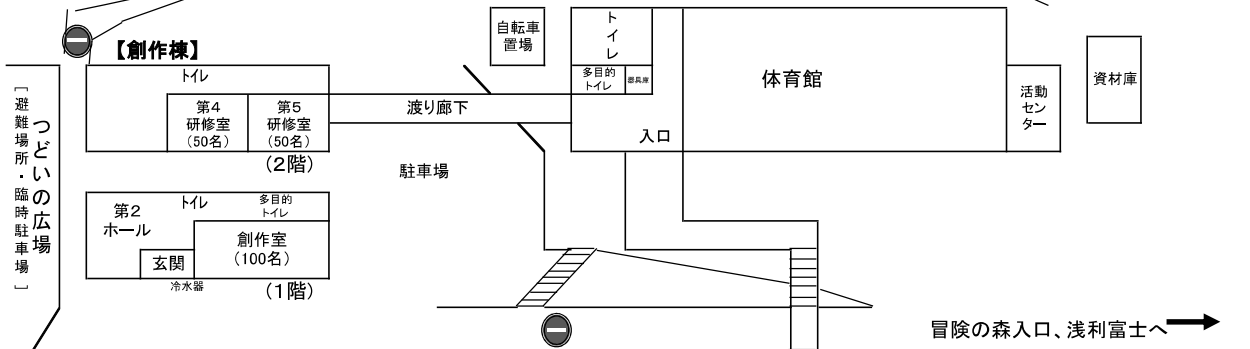 【創作棟】
トイレ
第4
研修室
(50名)
第5
研修室
(50名)
(2階)
渡り廊下
自転車
置場
トイレ
多目的
トイレ
器具庫
体育館
入口
活動
セン
ター
資材庫
駐車場
つどいの広場
[避難場所・臨時駐車場]
第2
ホール
トイレ
多目的
トイレ
創作室
(100名)
玄関
冷水器
(1階)
冒険の森入口、浅利富士へ